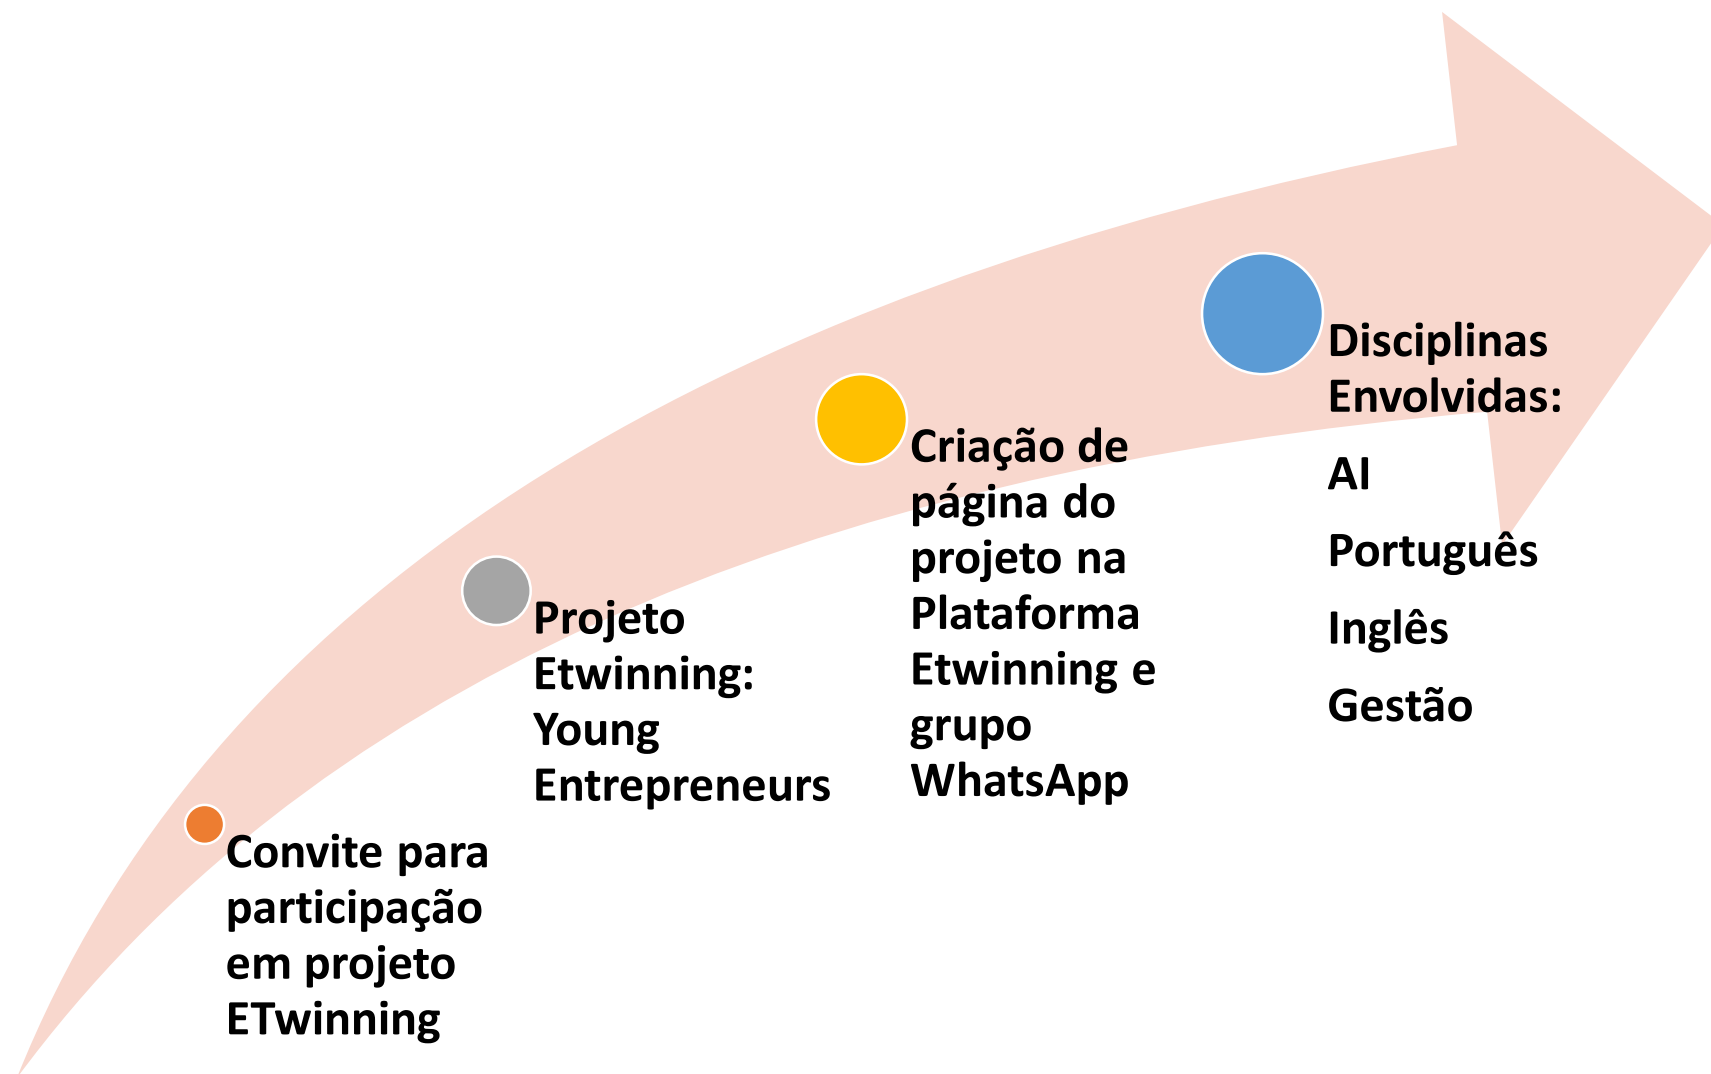 Convite para
participação
em projeto
ETwinning
Projeto
Etwinning:
Young
Entrepreneurs
Criação de
página do
projeto na
Plataforma
Etwinning e
grupo
WhatsApp
Disciplinas
Envolvidas:
AI
Português
Inglês
Gestão